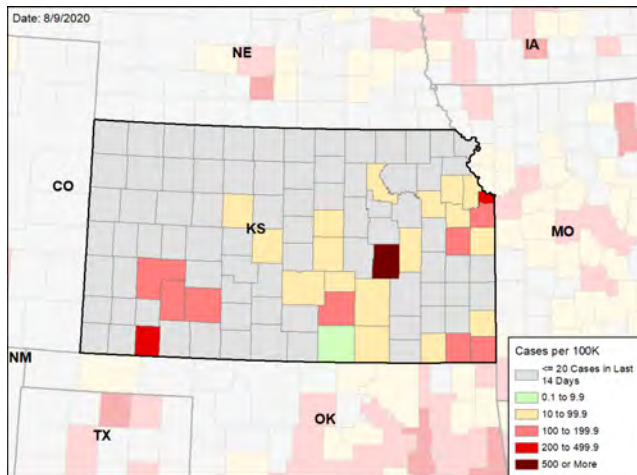 Date: 8/9/2020
NE
IA
CO
KS
MO
NM
TX
OK
Cases per 100K
<= 20 Cases in Last
14 Days
0.1 to 9.9
10 to 99.9
100 to 199.9
200 to 499.9
500 or More